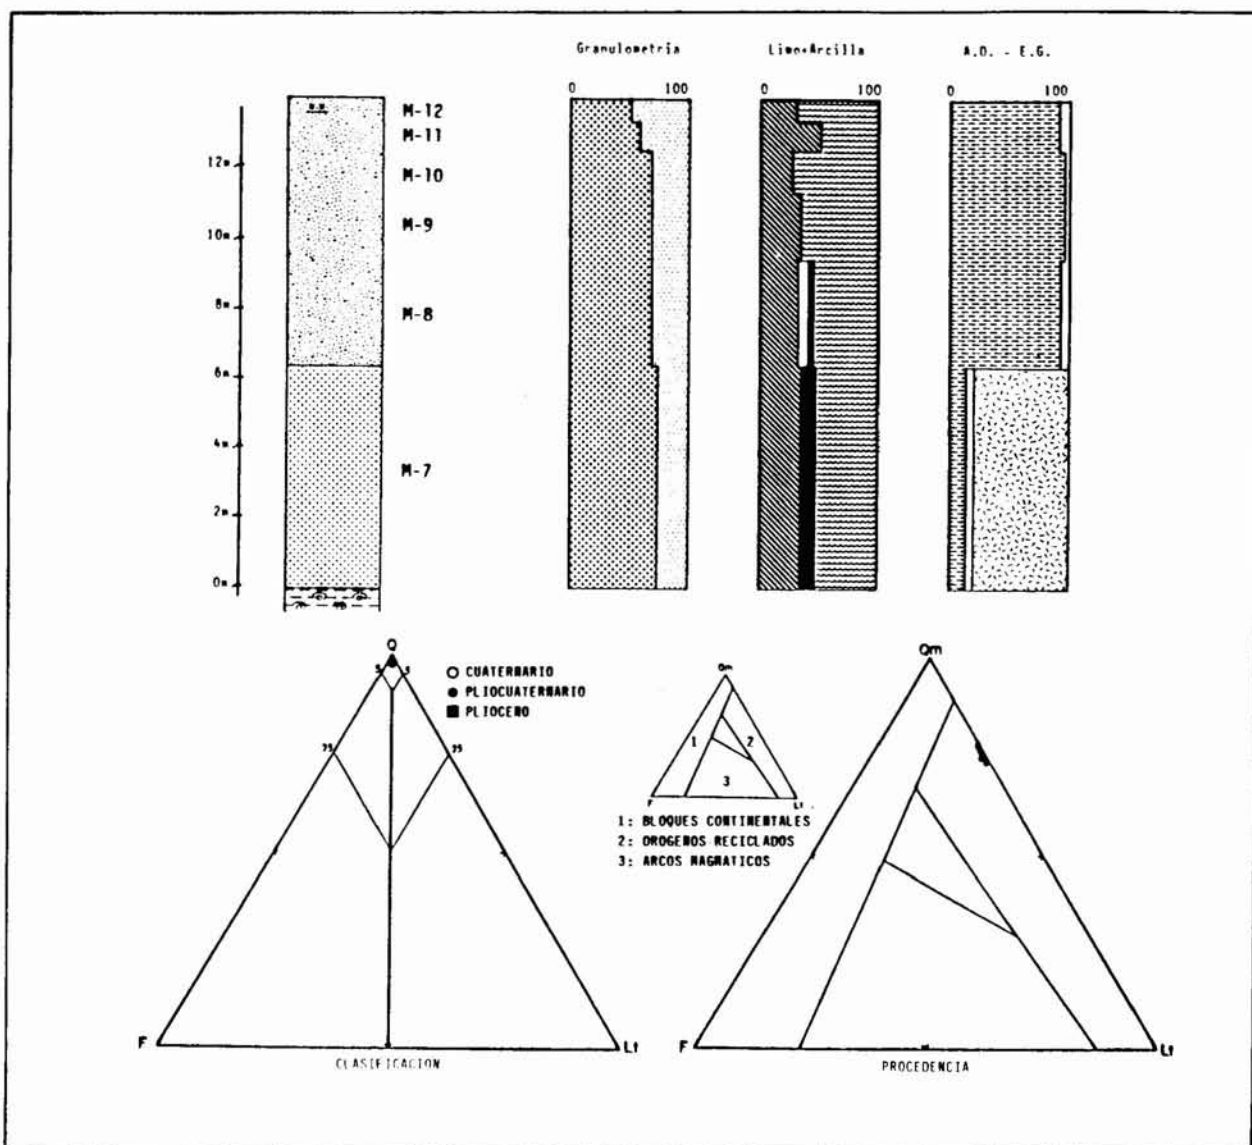 Granulometria
Limo+Arcilla
A.D. - E.G.
0 100
0 100
0 100
M-12
M-11
12m
M-10
M-9
10m
8m
M-8
6m
4m
M-7
2m
0m
Q
5 5
O CUATERNARIO
● PLIOCUATERNARIO
■ PLIOCENO
Qm
Qm
1 2
3
F Lt
1: BLOQUES CONTINENTALES
2: OROGENOS RECICLADOS
3: ARCOS MAGMATICOS
F Lt
F Lt
CLASIFICACION
PROCEDENCIA